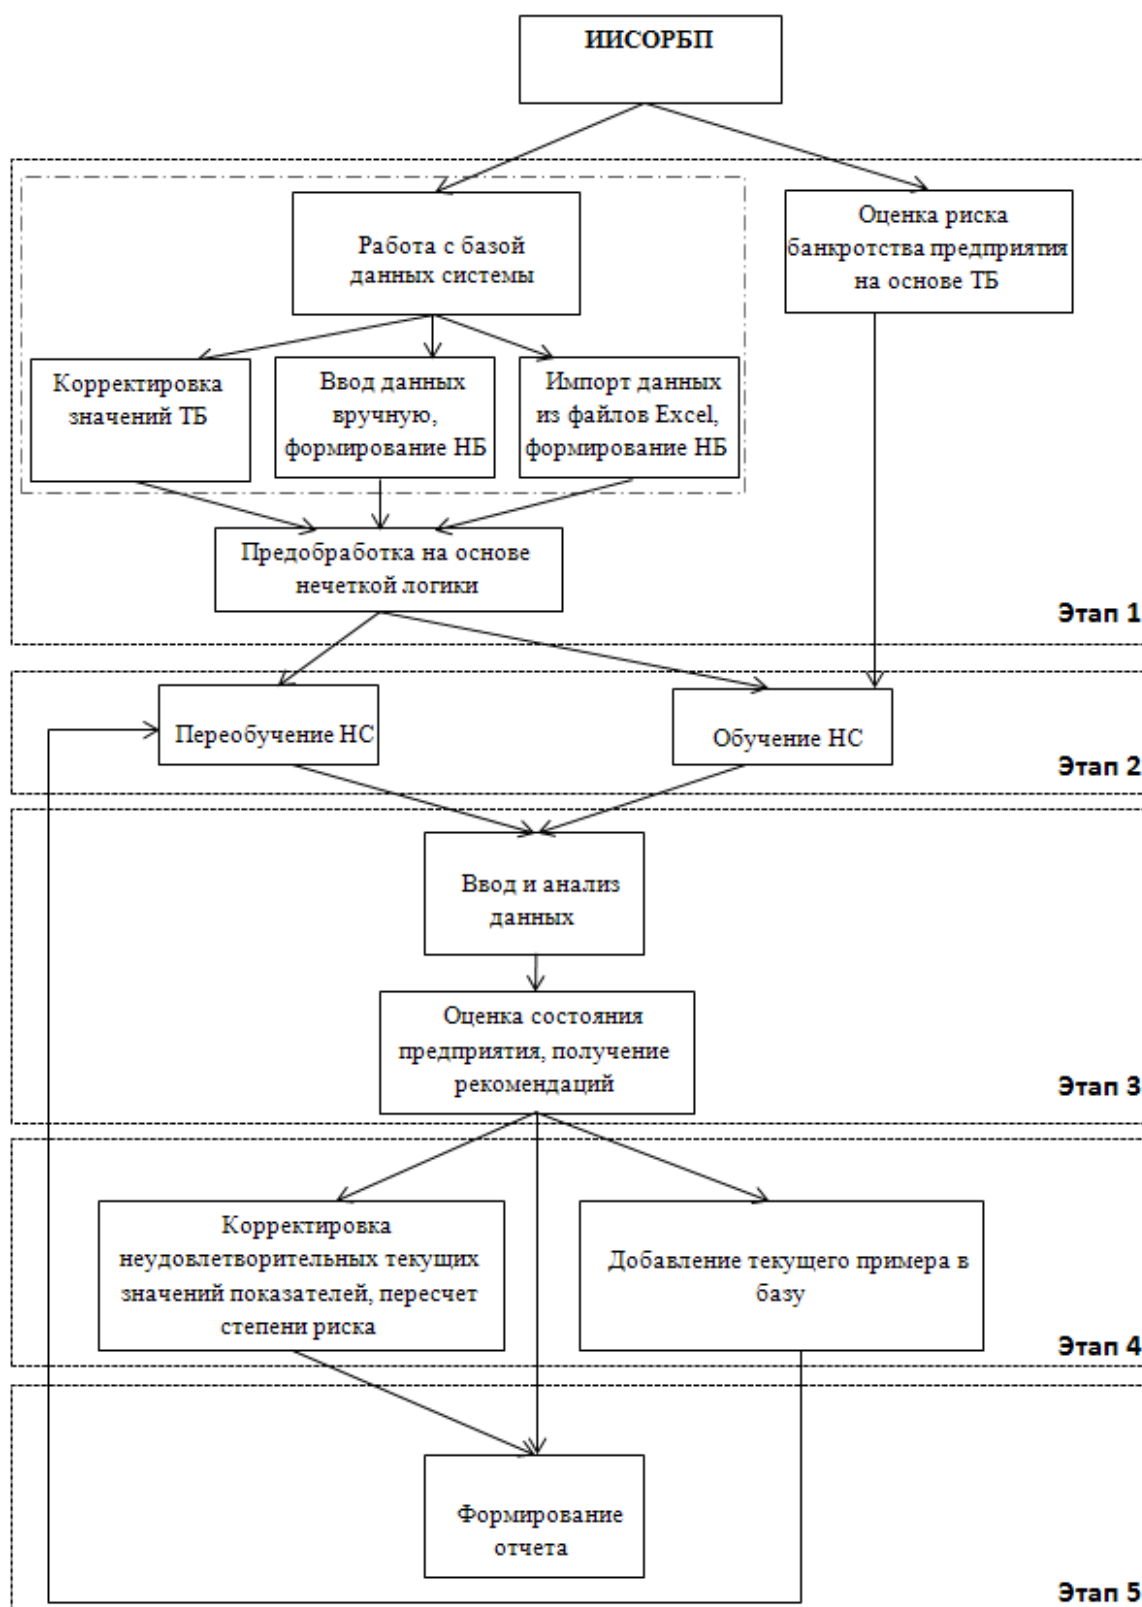 ИИСОРБП
Работа с базой
данных системы
Оценка риска
банкротства предприятия
на основе ТБ
Корректировка
значений ТБ
Ввод данных
вручную,
формирование НБ
Импорт данных
из файлов Excel,
формирование НБ
Предобработка на основе
нечеткой логики
Этап 1
Переобучение НС
Обучение НС
Этап 2
Ввод и анализ
данных
Оценка состояния
предприятия, получение
рекомендаций
Этап 3
Корректировка
неудовлетворительных текущих
значений показателей, пересчет
степени риска
Добавление текущего примера в
базу
Этап 4
Формирование
отчета
Этап 5